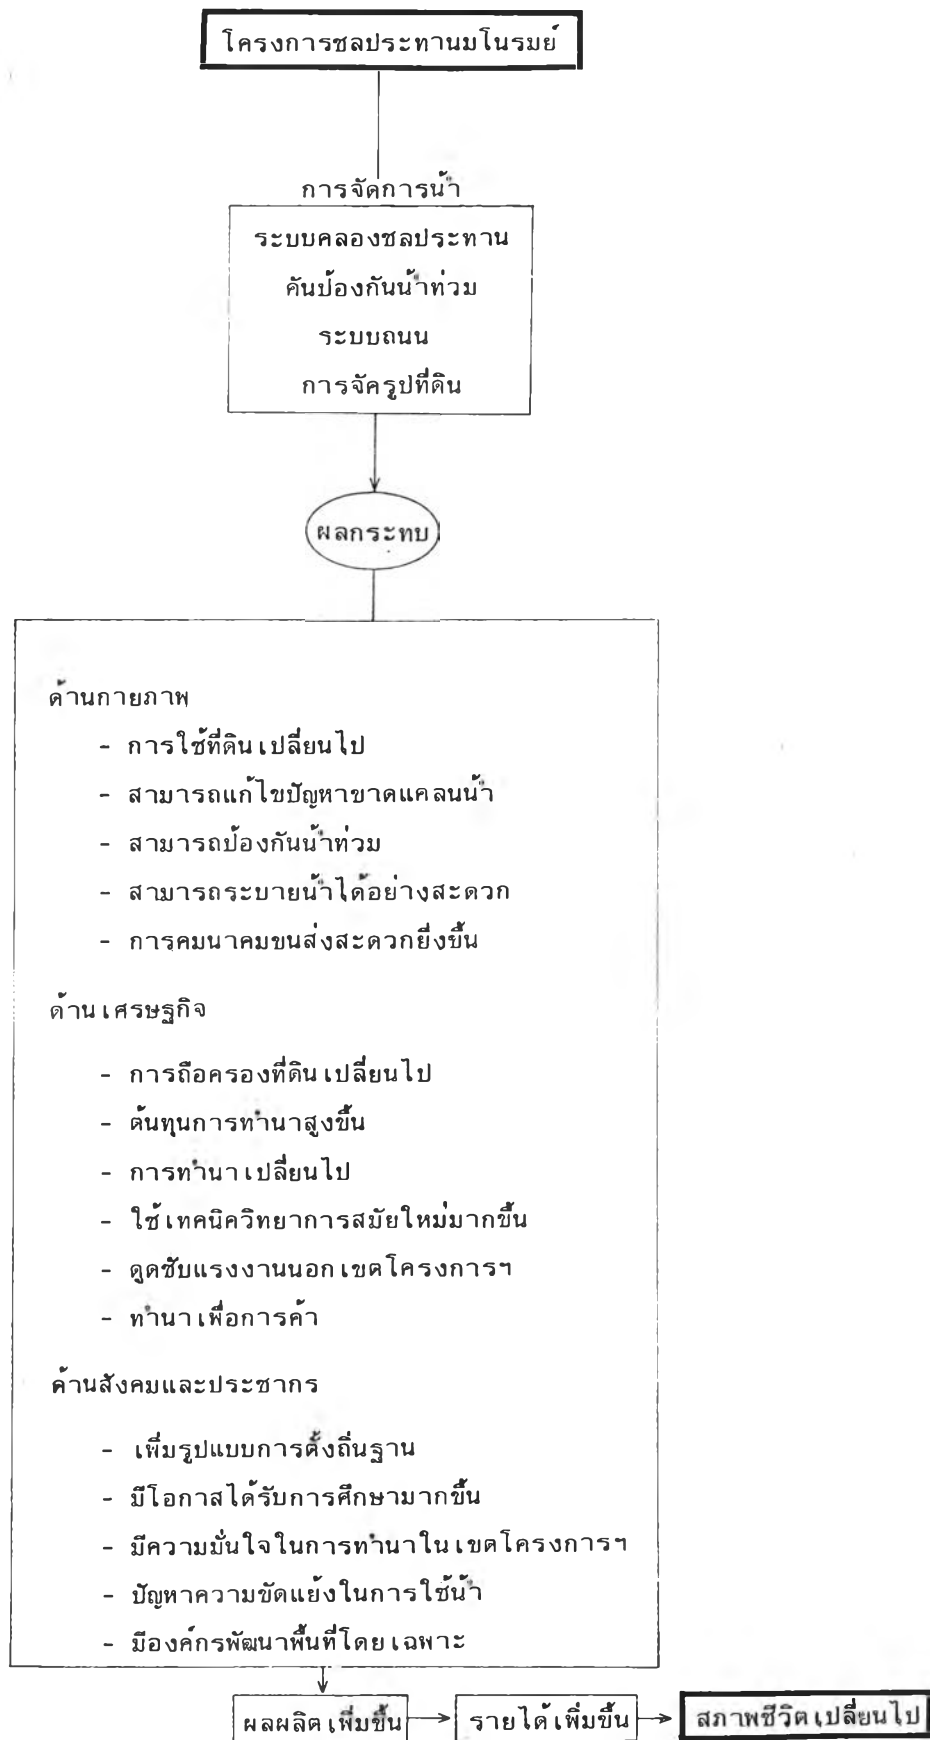 โครงการชลประทานมโนรมย์
การจัดการน้ำ
ระบบคลองชลประทาน
คันป้องกันน้ำท่วม
ระบบถนน
การจัดรูปที่ดิน
ผลกระทบ
ด้านกายภาพ
- การใช้ที่ดินเปลี่ยนไป
- สามารถแก้ไขปัญหาขาดแคลนน้ำ
- สามารถป้องกันน้ำท่วม
- สามารถระบายน้ำได้อย่างสะดวก
- การคมนาคมขนส่งสะดวกยิ่งขึ้น
ด้านเศรษฐกิจ
- การถือครองที่ดินเปลี่ยนไป
- ต้นทุนการทำนาสูงขึ้น
- การทำนาเปลี่ยนไป
- ใช้เทคนิควิทยาการสมัยใหม่มากขึ้น
- ดูดซับแรงงานนอกเขตโครงการฯ
- ทำนาเพื่อการค้า
ด้านสังคมและประชากร
- เพิ่มรูปแบบการตั้งถิ่นฐาน
- มีโอกาสได้รับการศึกษามากขึ้น
- มีความมั่นใจในการทำนาในเขตโครงการฯ
- ปัญหาความขัดแย้งในการใช้น้ำ
- มีองค์กรพัฒนาพื้นที่โดยเฉพาะ
ผลผลิตเพิ่มขึ้น รายได้เพิ่มขึ้น สภาพชีวิตเปลี่ยนไป